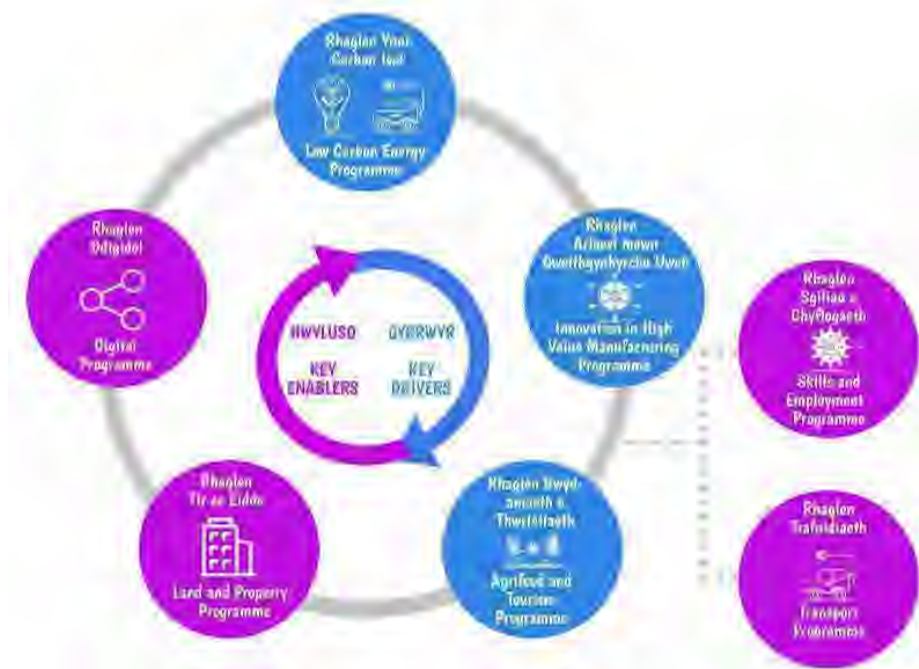 Rhaglen Ynni
Carbon Isel
Low Carbon Energy
Programme
Rhaglen
Ddigidol
Digital
Programme
Rhaglen
Arloesi mewn
Gweithgynhyrchu Uwch
Innovation in High
Value Manufacturing
Programme
HWYLUSO
GYRRWYR
KEY
ENABLERS
KEY
DRIVERS
Rhaglen
Sgiliau a
Chyflogaeth
Skills and
Employment
Programme
Rhaglen
Tir ac Eiddo
Land and Property
Programme
Rhaglen Bwyd-
amaeth a
Thwristiaeth
Agrifood and
Tourism
Programme
Rhaglen
Trafnidiaeth
Transport
Programme